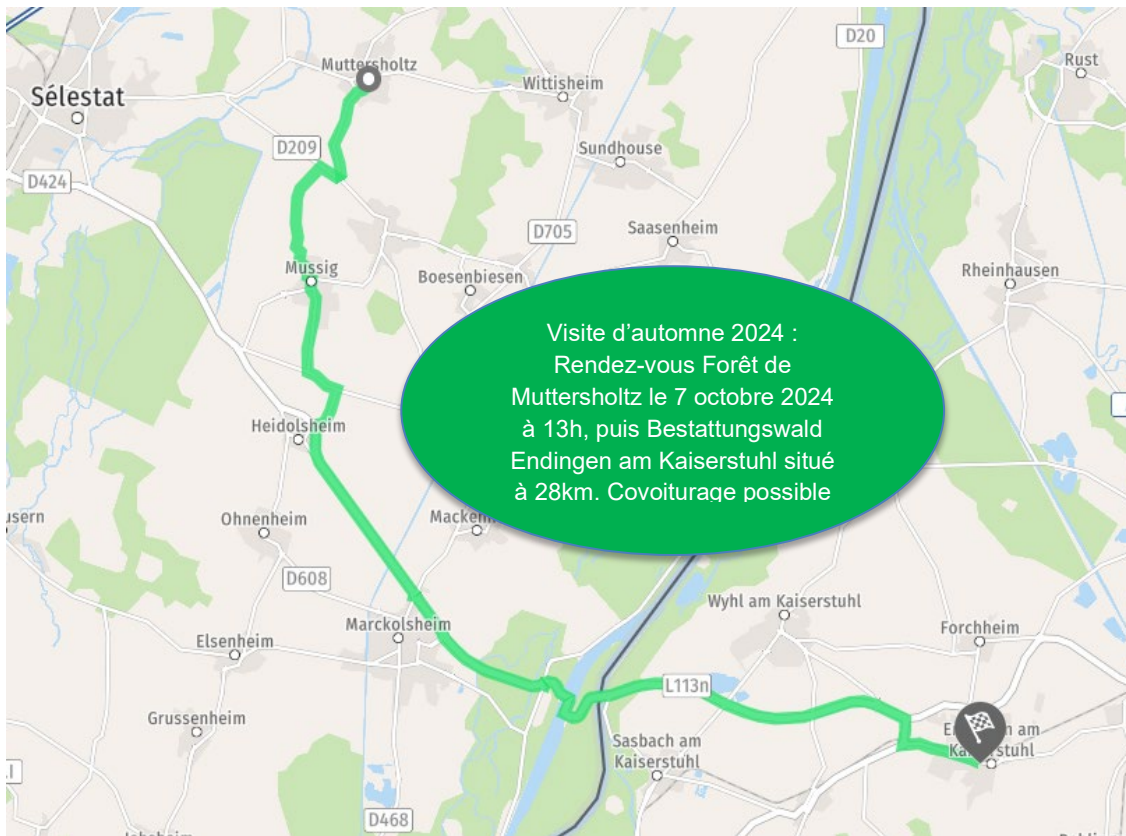 D20
Rust
Muttersholtz
Wittisheim
Sélestat
D209
Sundhouse
D424
D705
Saasenheim
Mussig
Boesenbiesen
Rheinhausen
Visite d’automne 2024 :
Rendez-vous Forêt de
Muttersholtz le 7 octobre 2024
à 13h, puis Bestattungswald
Endingen am Kaiserstuhl situé
à 28km. Covoiturage possible
Heidolsheim
Ohnenheim
D608
Wyhl am Kaiserstuhl
Marckolsheim
Forchheim
Elsenheim
L113n
Grussenheim
Sasbach am
Kaiserstuhl
D468